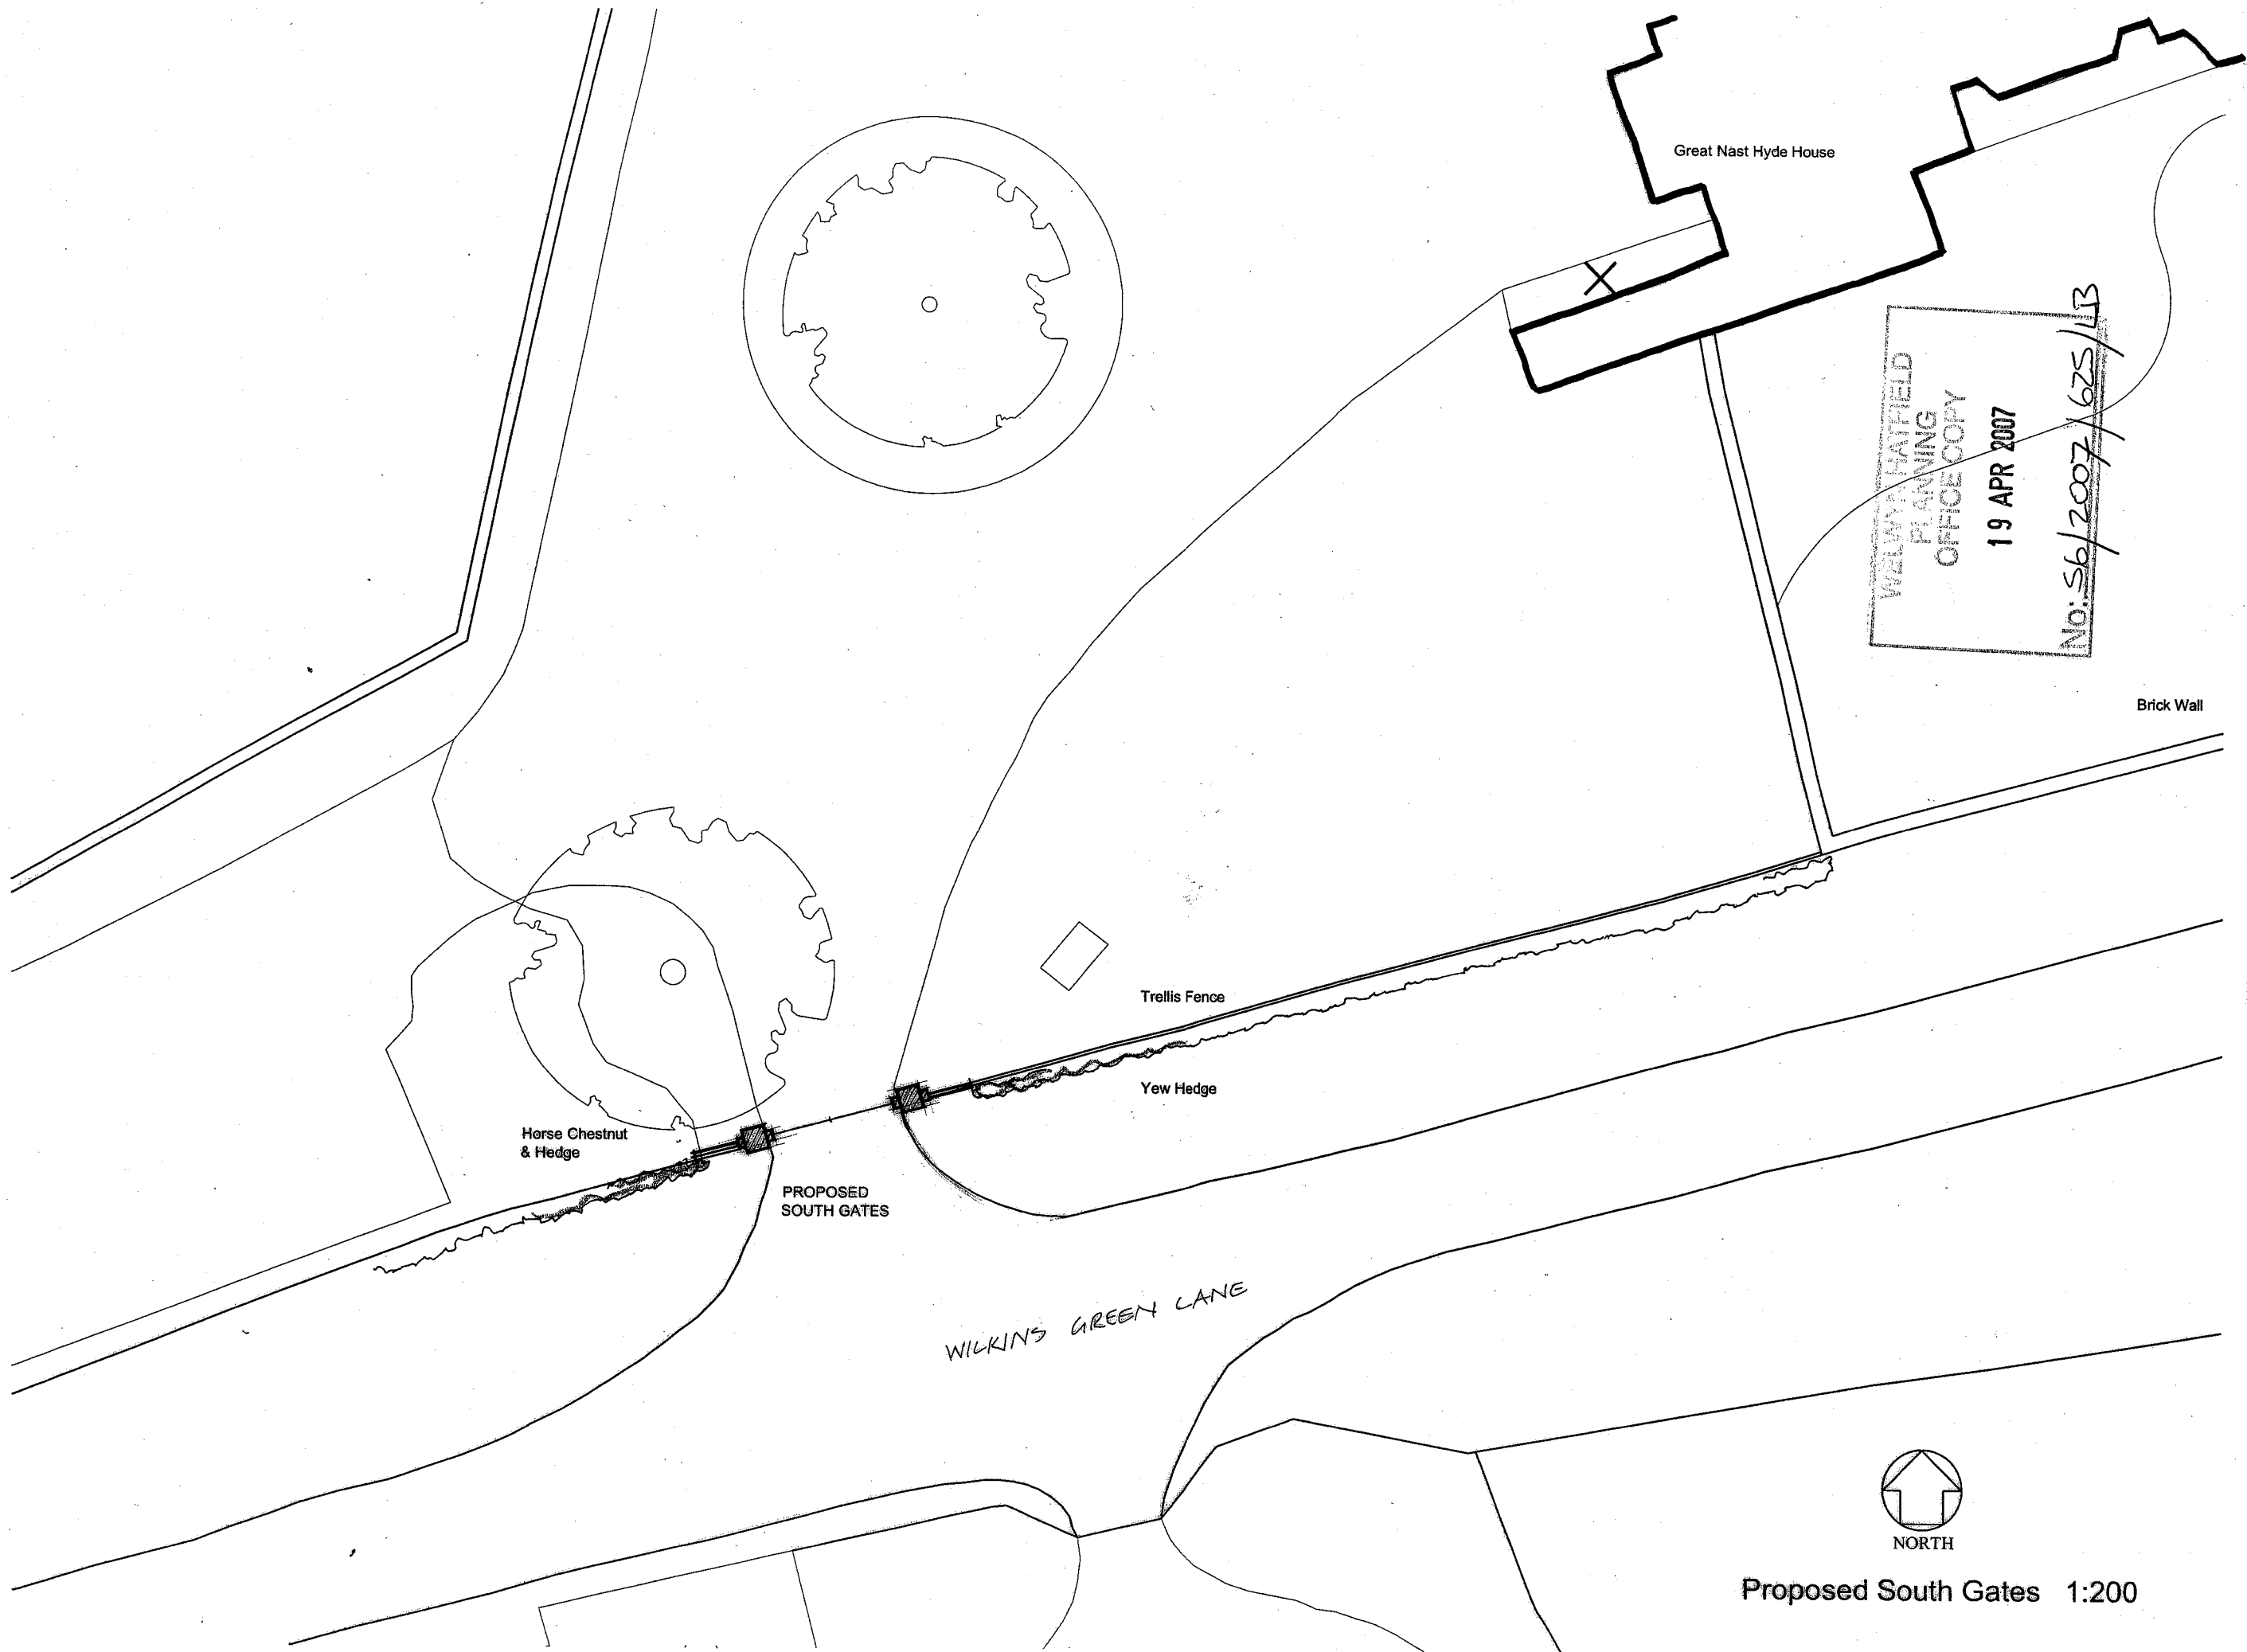 Great Nast Hyde House
WELWYN HATFIELD
PLANNING
OFFICE COPY
19 APR 2007
No: S6/2007/625/LB
Brick Wall
Trellis Fence
Yew Hedge
Horse Chestnut
& Hedge
PROPOSED
SOUTH GATES
WILKINS GREEN LANE
NORTH
Proposed South Gates 1:200